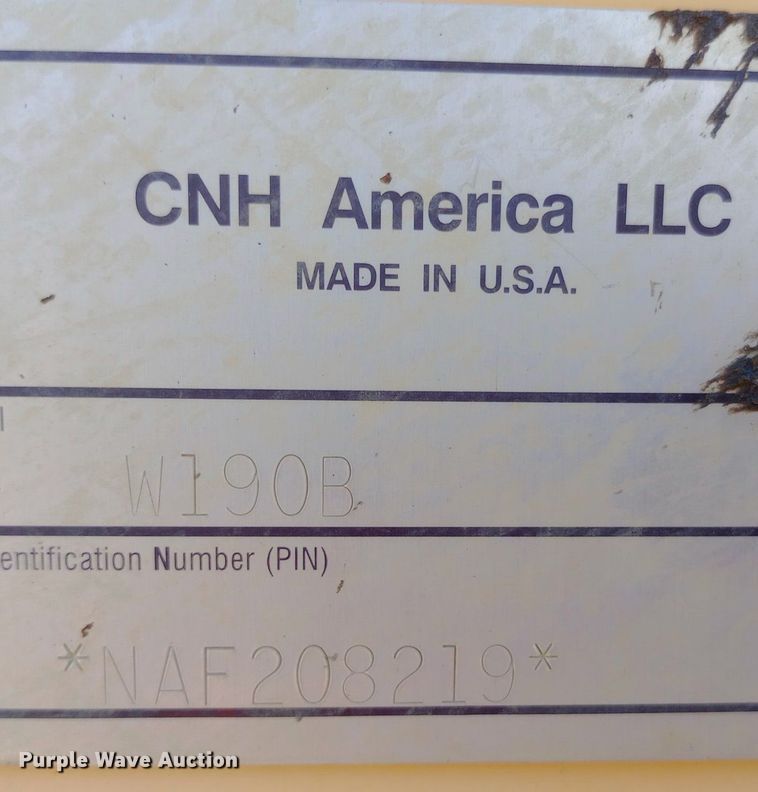 CNH America LLC
MADE IN U.S.A.
W190B
entification Number (PIN)
*NAF208219*
Purple Wave Auction